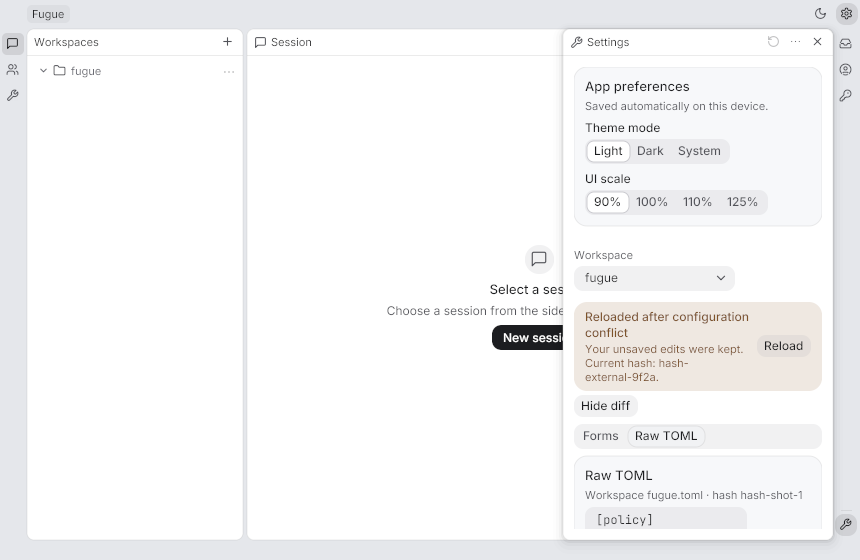 Fugue
Workspaces
fugue
Session
Select a ses
Choose a session from the side
New sessi
Settings
App preferences
Saved automatically on this device.
Theme mode
Light Dark System
UI scale
90% 100% 110% 125%
Workspace
fugue
Reloaded after configuration
conflict
Your unsaved edits were kept.
Current hash: hash-
external-9f2a.
Reload
Hide diff
Forms Raw TOML
Raw TOML
Workspace fugue.toml · hash hash-shot-1
[policy]